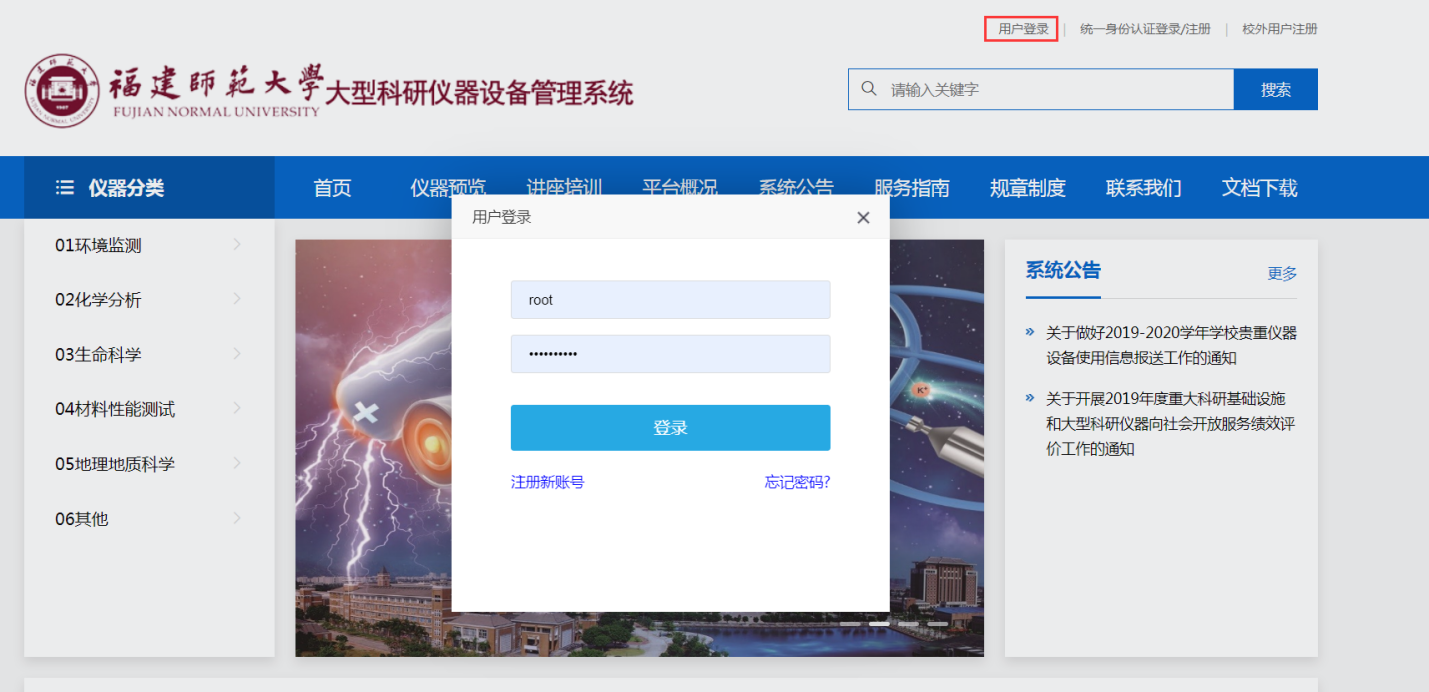 用户登录 | 统一身份认证登录/注册 | 校外用户注册
福建师范大学大型科研仪器设备管理系统
FUJIAN NORMAL UNIVERSITY
请输入关键字 搜索
仪器分类 首页 仪器预览 讲座培训 平台概况 系统公告 服务指南 规章制度 联系我们 文档下载
01环境监测
02化学分析
03生命科学
04材料性能测试
05地理地质科学
06其他
用户登录
root
••••••••••
登录
注册新账号 忘记密码?
K+
系统公告 更多
关于做好2019-2020学年学校贵重仪器
设备使用信息报送工作的通知
关于开展2019年度重大科研基础设施
和大型科研仪器向社会开放服务绩效评
价工作的通知